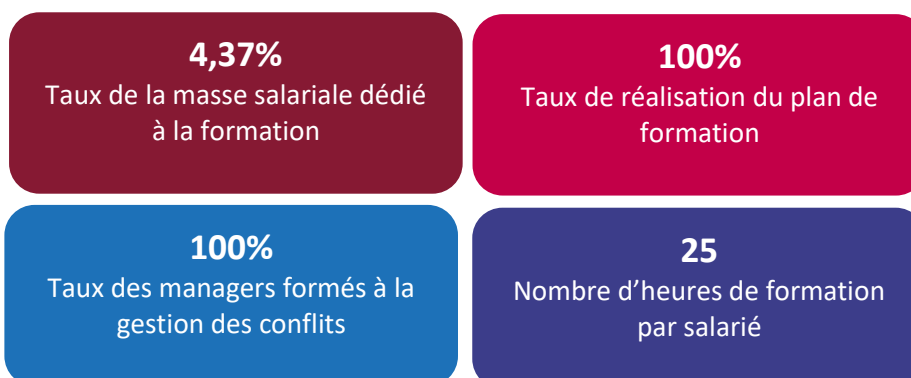 4,37%
Taux de la masse salariale dédié
à la formation
100%
Taux de réalisation du plan de
formation
100%
Taux des managers formés à la
gestion des conflits
25
Nombre d’heures de formation
par salarié